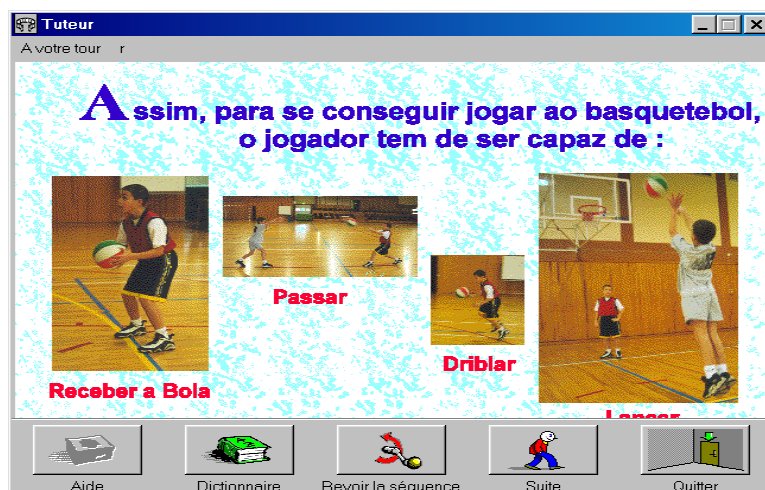 Tuteur
A votre tour r
Assim, para se conseguir jogar ao basquetebol,
o jogador tem de ser capaz de :
Passar
Driblar
Receber a Bola
Lançar
Aide
Dictionnaire
Revoir la séquence
Suite
Quitter